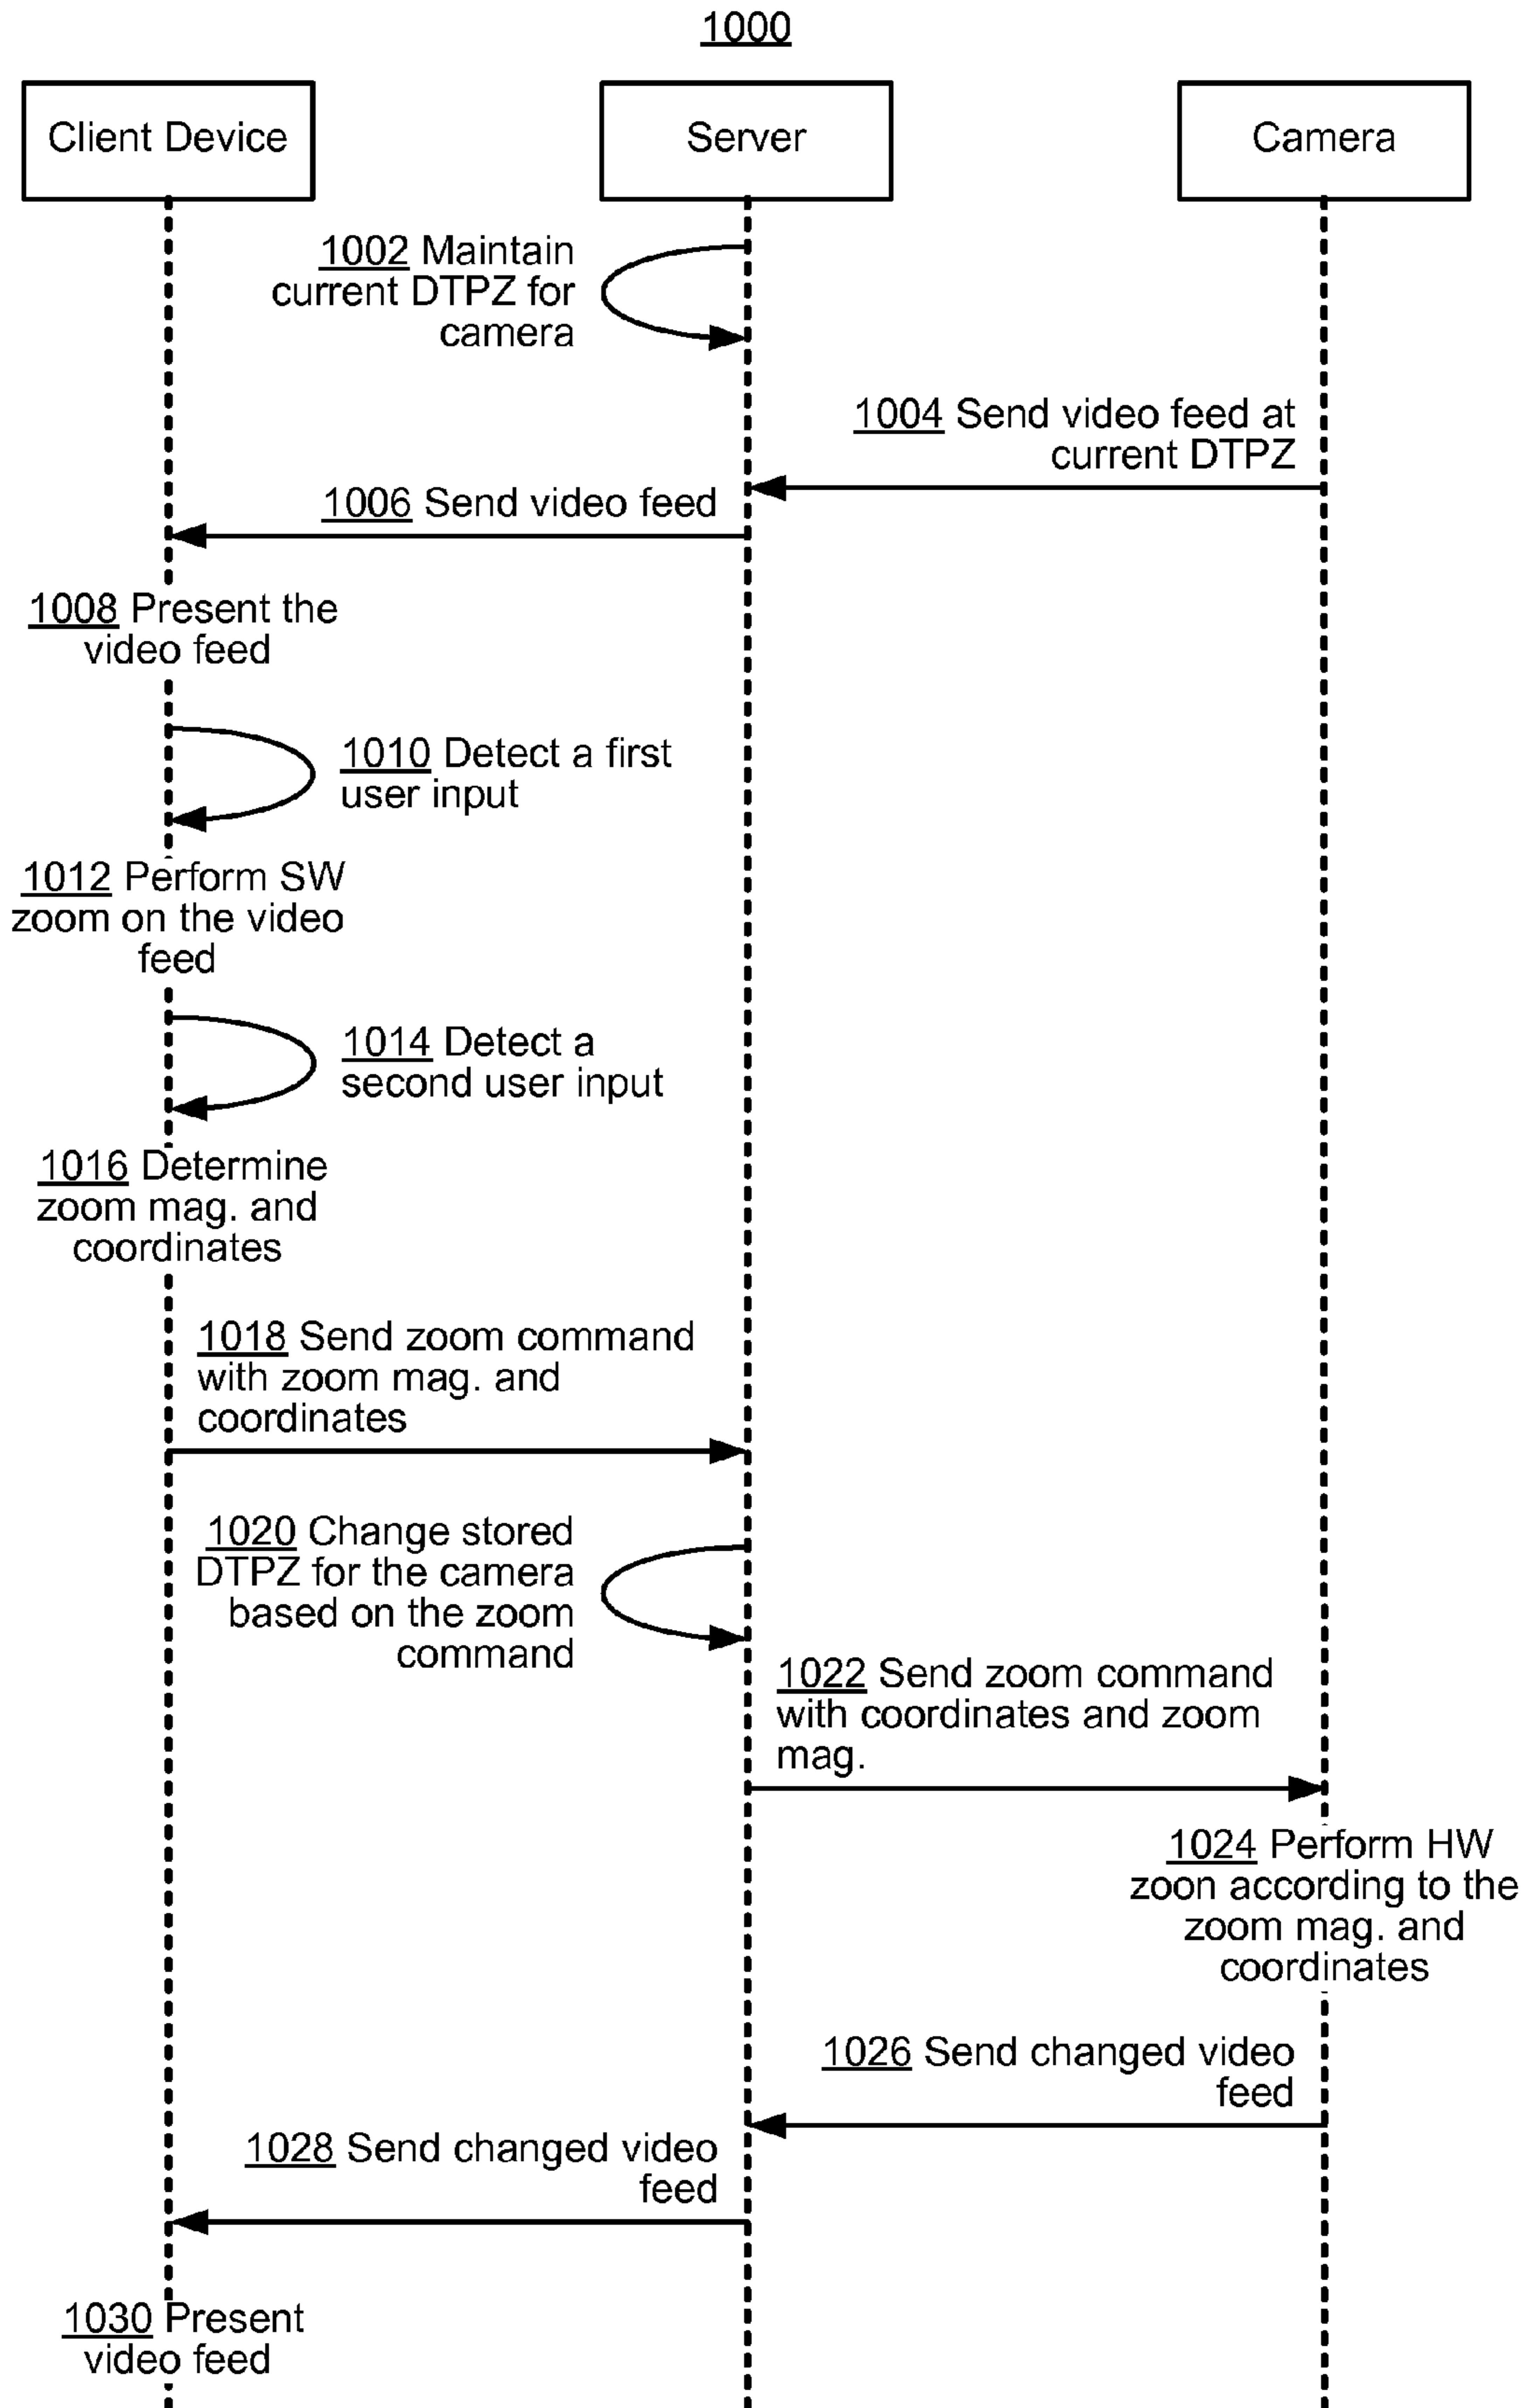 1000
Client Device
Server
Camera
1002 Maintain
current DTPZ for
camera
1004 Send video feed at
current DTPZ
1006 Send video feed
1008 Present the
video feed
1010 Detect a first
user input
1012 Perform SW
zoom on the video
feed
1014 Detect a
second user input
1016 Determine
zoom mag. and
coordinates
1018 Send zoom command
with zoom mag. and
coordinates
1020 Change stored
DTPZ for the camera
based on the zoom
command
1022 Send zoom command
with coordinates and zoom
mag.
1024 Perform HW
zoon according to the
zoom mag. and
coordinates
1026 Send changed video
feed
1028 Send changed video
feed
1030 Present
video feed